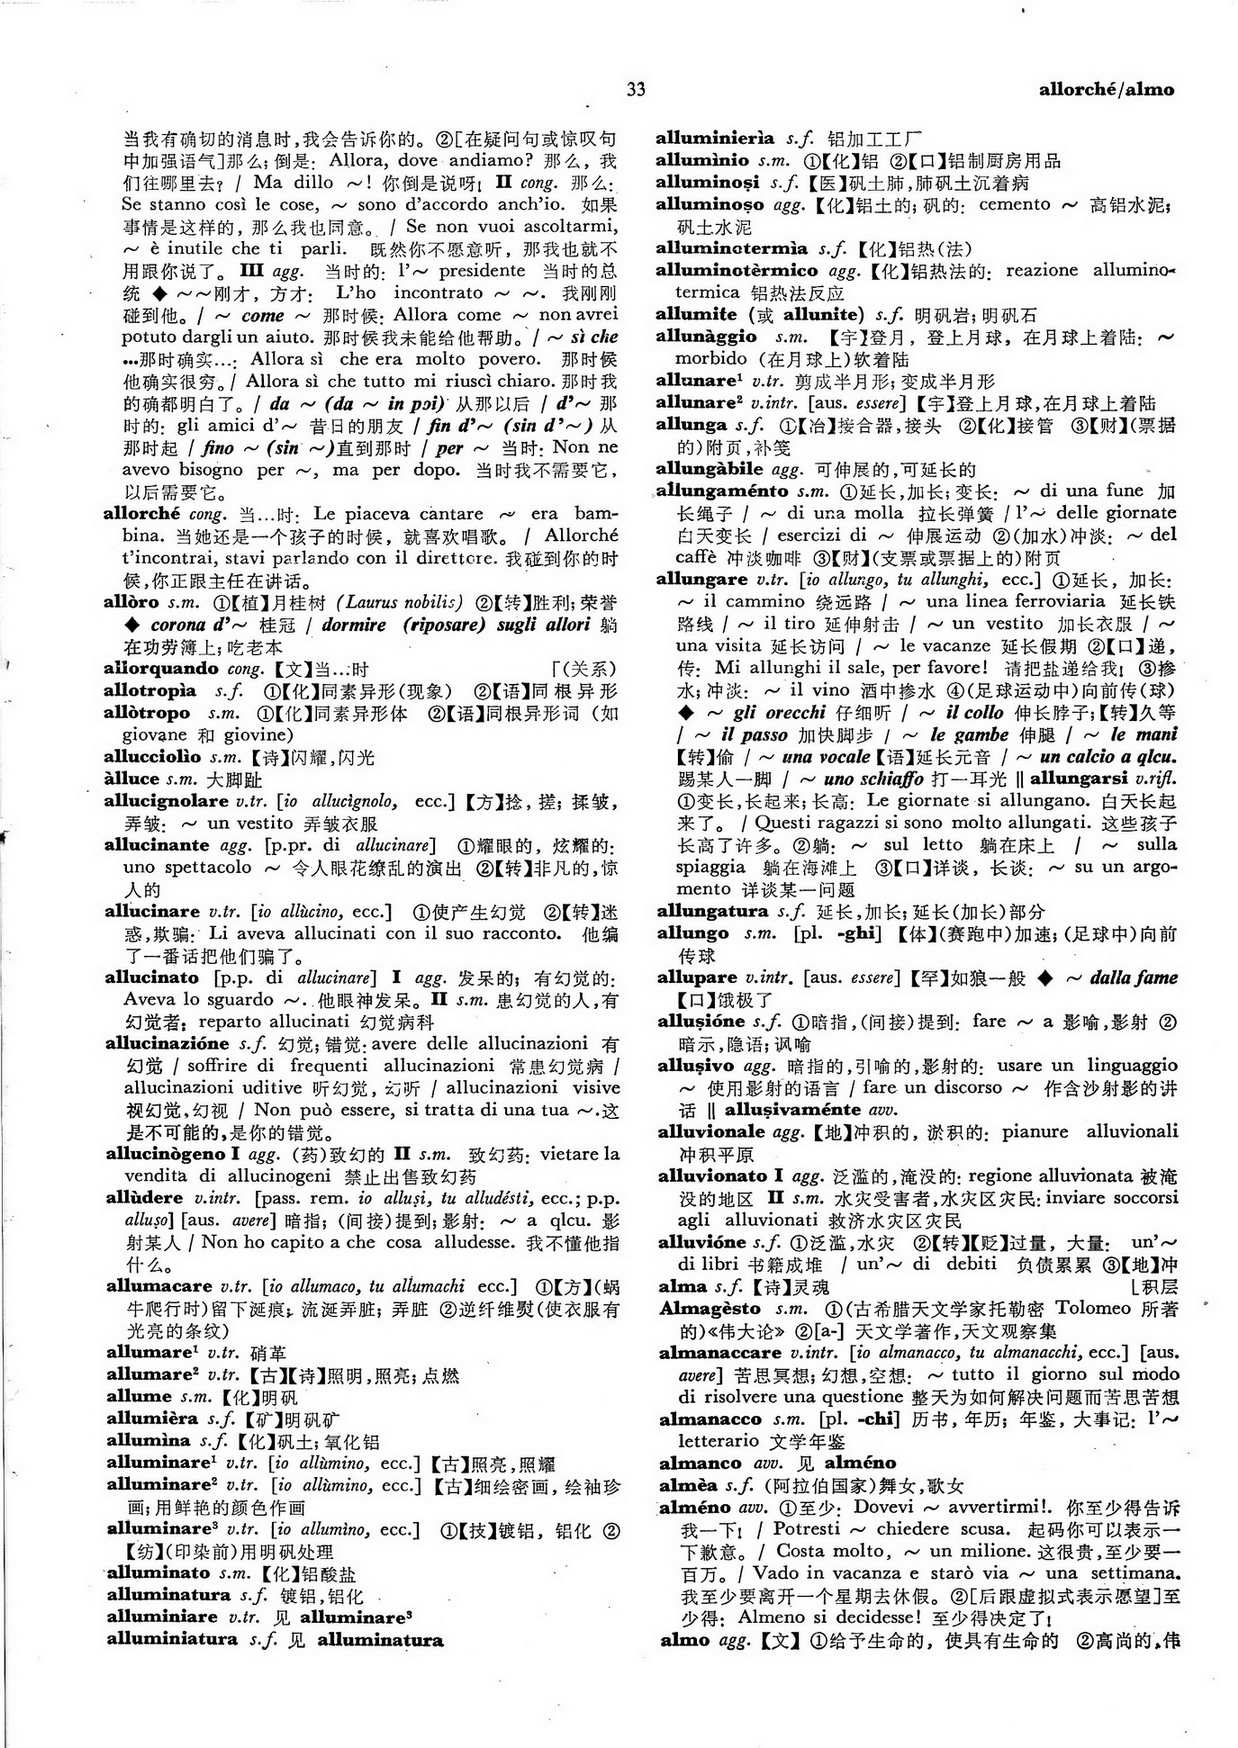 33
allorché/almo
当我有确切的消息时,我会告诉你的。②[在疑问句或惊叹句
中加强语气]那么;倒是: Allora, dove andiamo? 那么, 我
们往哪里去? / Ma dillo ~! 你倒是说呀! II cong. 那么:
Se stanno così le cose, ~ sono d'accordo anch'io. 如果
事情是这样的, 那么我也同意。 / Se non vuoi ascoltarmi,
~ è inutile che ti parli. 既然你不愿意听, 那我也就不
用跟你说了。 III agg. 当时的: l'~ presidente 当时的总
统 ◆ ~~刚才, 方才: L'ho incontrato ~ ~. 我刚刚
碰到他。/ ~ come ~ 那时候: Allora come ~ non avrei
potuto dargli un aiuto. 那时候我未能给他帮助。/ ~ sì che
…那时确实…: Allora sì che era molto povero. 那时候
他确实很穷。/ Allora sì che tutto mi riuscì chiaro. 那时我
的确都明白了。/ da ~ (da ~ in poi) 从那以后 / d'~ 那
时的: gli amici d'~ 昔日的朋友 / fin d'~ (sin d'~) 从
那时起 / fino ~ (sin ~)直到那时 / per ~ 当时: Non ne
avevo bisogno per ~, ma per dopo. 当时我不需要它,
以后需要它。
allorché cong. 当…时: Le piaceva cantare ~ era bam-
bina. 当她还是一个孩子的时候, 就喜欢唱歌。 / Allorché
t'incontrai, stavi parlando con il direttore. 我碰到你的时
候,你正跟主任在讲话。
allòro s.m. ①【植】月桂树 (Laurus nobilis) ②【转】胜利;荣誉
◆ corona d'~ 桂冠 / dormire (riposare) sugli allori 躺
在功劳簿上;吃老本
allorquando cong. 【文】当…时 「(关系)
allotropìa s.f. ①【化】同素异形(现象) ②【语】同根异形
allòtropo s.m. ①【化】同素异形体 ②【语】同根异形词 (如
giovane 和 giovine)
allucciolìo s.m. 【诗】闪耀,闪光
àlluce s.m. 大脚趾
allucignolare v.tr. [io allucìgnolo, ecc.]【方】捻, 搓; 揉皱,
弄皱: ~ un vestito 弄皱衣服
allucinante agg. [p.pr. di allucinare] ①耀眼的, 炫耀的:
uno spettacolo ~ 令人眼花缭乱的演出 ②【转】非凡的,惊
人的
allucinare v.tr. [io allùcino, ecc.] ①使产生幻觉 ②【转】迷
惑,欺骗: Li aveva allucinati con il suo racconto. 他编
了一番话把他们骗了。
allucinato [p.p. di allucinare] I agg. 发呆的; 有幻觉的:
Aveva lo sguardo ~. 他眼神发呆。 II s.m. 患幻觉的人,有
幻觉者: reparto allucinati 幻觉病科
allucinazióne s.f. 幻觉; 错觉: avere delle allucinazioni 有
幻觉 / soffrire di frequenti allucinazioni 常患幻觉病 /
allucinazioni uditive 听幻觉, 幻听 / allucinazioni visive
视幻觉,幻视 / Non può essere, si tratta di una tua ~.这
是不可能的,是你的错觉。
allucinògeno I agg. (药)致幻的 II s.m. 致幻药: vietare la
vendita di allucinogeni 禁止出售致幻药
allùdere v.intr. [pass. rem. io alluṣi, tu alludésti, ecc.; p.p.
alluṣo] [aus. avere] 暗指; (间接)提到;影射: ~ a qlcu. 影
射某人 / Non ho capito a che cosa alludesse. 我不懂他指
什么。
allumacare v.tr. [io allumaco, tu allumachi ecc.] ①【方】(蜗
牛爬行时)留下涎痕; 流涎弄脏; 弄脏 ②逆纤维熨(使衣服有
光亮的条纹)
allumare¹ v.tr. 硝革
allumare² v.tr. 【古】【诗】照明,照亮;点燃
allume s.m. 【化】明矾
allumièra s.f. 【矿】明矾矿
allumìna s.f. 【化】矾土; 氧化铝
alluminare¹ v.tr. [io allùmino, ecc.]【古】照亮,照耀
alluminare² v.tr. [io allùmino, ecc.]【古】细绘密画, 绘袖珍
画;用鲜艳的颜色作画
alluminare³ v.tr. [io allumìno, ecc.] ①【技】镀铝, 铝化 ②
【纺】(印染前)用明矾处理
alluminato s.m. 【化】铝酸盐
alluminatura s.f. 镀铝,铝化
alluminiare v.tr. 见 alluminare³
alluminiatura s.f. 见 alluminatura
alluminierìa s.f. 铝加工工厂
allumìnio s.m. ①【化】铝 ②【口】铝制厨房用品
alluminoṣi s.f. 【医】矾土肺,肺矾土沉着病
alluminoṣo agg. 【化】铝土的; 矾的: cemento ~ 高铝水泥;
矾土水泥
alluminotermìa s.f. 【化】铝热(法)
alluminotèrmico agg. 【化】铝热法的: reazione allumino-
termica 铝热法反应
allumite (或 allunite) s.f. 明矾岩; 明矾石
allunàggio s.m. 【宇】登月, 登上月球, 在月球上着陆: ~
morbido (在月球上)软着陆
allunare¹ v.tr. 剪成半月形; 变成半月形
allunare² v.intr. [aus. essere]【宇】登上月球,在月球上着陆
allunga s.f. ①【冶】接合器,接头 ②【化】接管 ③【财】(票据
的)附页,补笺
allungàbile agg. 可伸展的,可延长的
allungaménto s.m. ①延长,加长; 变长: ~ di una fune 加
长绳子 / ~ di una molla 拉长弹簧 / l'~ delle giornate
白天变长 / esercizi di ~ 伸展运动 ②(加水)冲淡: ~ del
caffè 冲淡咖啡 ③【财】(支票或票据上的)附页
allungare v.tr. [io allungo, tu allunghi, ecc.] ①延长, 加长:
~ il cammino 绕远路 / ~ una linea ferroviaria 延长铁
路线 / ~ il tiro 延伸射击 / ~ un vestito 加长衣服 / ~
una visita 延长访问 / ~ le vacanze 延长假期 ②【口】递,
传: Mi allunghi il sale, per favore! 请把盐递给我! ③掺
水;冲淡: ~ il vino 酒中掺水 ④(足球运动中)向前传(球)
◆ ~ gli orecchi 仔细听 / ~ il collo 伸长脖子;【转】久等
/ ~ il passo 加快脚步 / ~ le gambe 伸腿 / ~ le mani
【转】偷 / ~ una vocale【语】延长元音 / ~ un calcio a qlcu.
踢某人一脚 / ~ uno schiaffo 打一耳光 ‖ allungarsi v.rifl.
①变长,长起来; 长高: Le giornate si allungano. 白天长起
来了。 / Questi ragazzi si sono molto allungati. 这些孩子
长高了许多。②躺: ~ sul letto 躺在床上 / ~ sulla
spiaggia 躺在海滩上 ③【口】详谈, 长谈: ~ su un argo-
mento 详谈某一问题
allungatura s.f. 延长,加长; 延长(加长)部分
allungo s.m. [pl. -ghi] 【体】(赛跑中)加速; (足球中)向前
传球
allupare v.intr. [aus. essere]【罕】如狼一般 ◆ ~ dalla fame
【口】饿极了
alluṣióne s.f. ①暗指,(间接)提到: fare ~ a 影喻,影射 ②
暗示,隐语; 讽喻
alluṣivo agg. 暗指的,引喻的,影射的: usare un linguaggio
~ 使用影射的语言 / fare un discorso ~ 作含沙射影的讲
话 ‖ alluṣivaménte avv.
alluvionale agg. 【地】冲积的, 淤积的: pianure alluvionali
冲积平原
alluvionato I agg. 泛滥的,淹没的: regione alluvionata 被淹
没的地区 II s.m. 水灾受害者,水灾区灾民: inviare soccorsi
agli alluvionati 救济水灾区灾民
alluvióne s.f. ①泛滥,水灾 ②【转】【贬】过量, 大量: un'~
di libri 书籍成堆 / un'~ di debiti 负债累累 ③【地】冲
alma s.f. 【诗】灵魂 ⌊积层
Almagèsto s.m. ①(古希腊天文学家托勒密 Tolomeo 所著
的)《伟大论》 ②[a-] 天文学著作,天文观察集
almanaccare v.intr. [io almanacco, tu almanacchi, ecc.] [aus.
avere] 苦思冥想; 幻想,空想: ~ tutto il giorno sul modo
di risolvere una questione 整天为如何解决问题而苦思苦想
almanacco s.m. [pl. -chi] 历书, 年历; 年鉴, 大事记: l'~
letterario 文学年鉴
almanco avv. 见 alméno
almèa s.f. (阿拉伯国家)舞女,歌女
alméno avv. ①至少: Dovevi ~ avvertirmi!. 你至少得告诉
我一下! / Potresti ~ chiedere scusa. 起码你可以表示一
下歉意。/ Costa molto, ~ un milione. 这很贵,至少要一
百万。/ Vado in vacanza e starò via ~ una settimana.
我至少要离开一个星期去休假。②[后跟虚拟式表示愿望]至
少得: Almeno si decidesse! 至少得决定了!
almo agg. 【文】 ①给予生命的, 使具有生命的 ②高尚的,伟